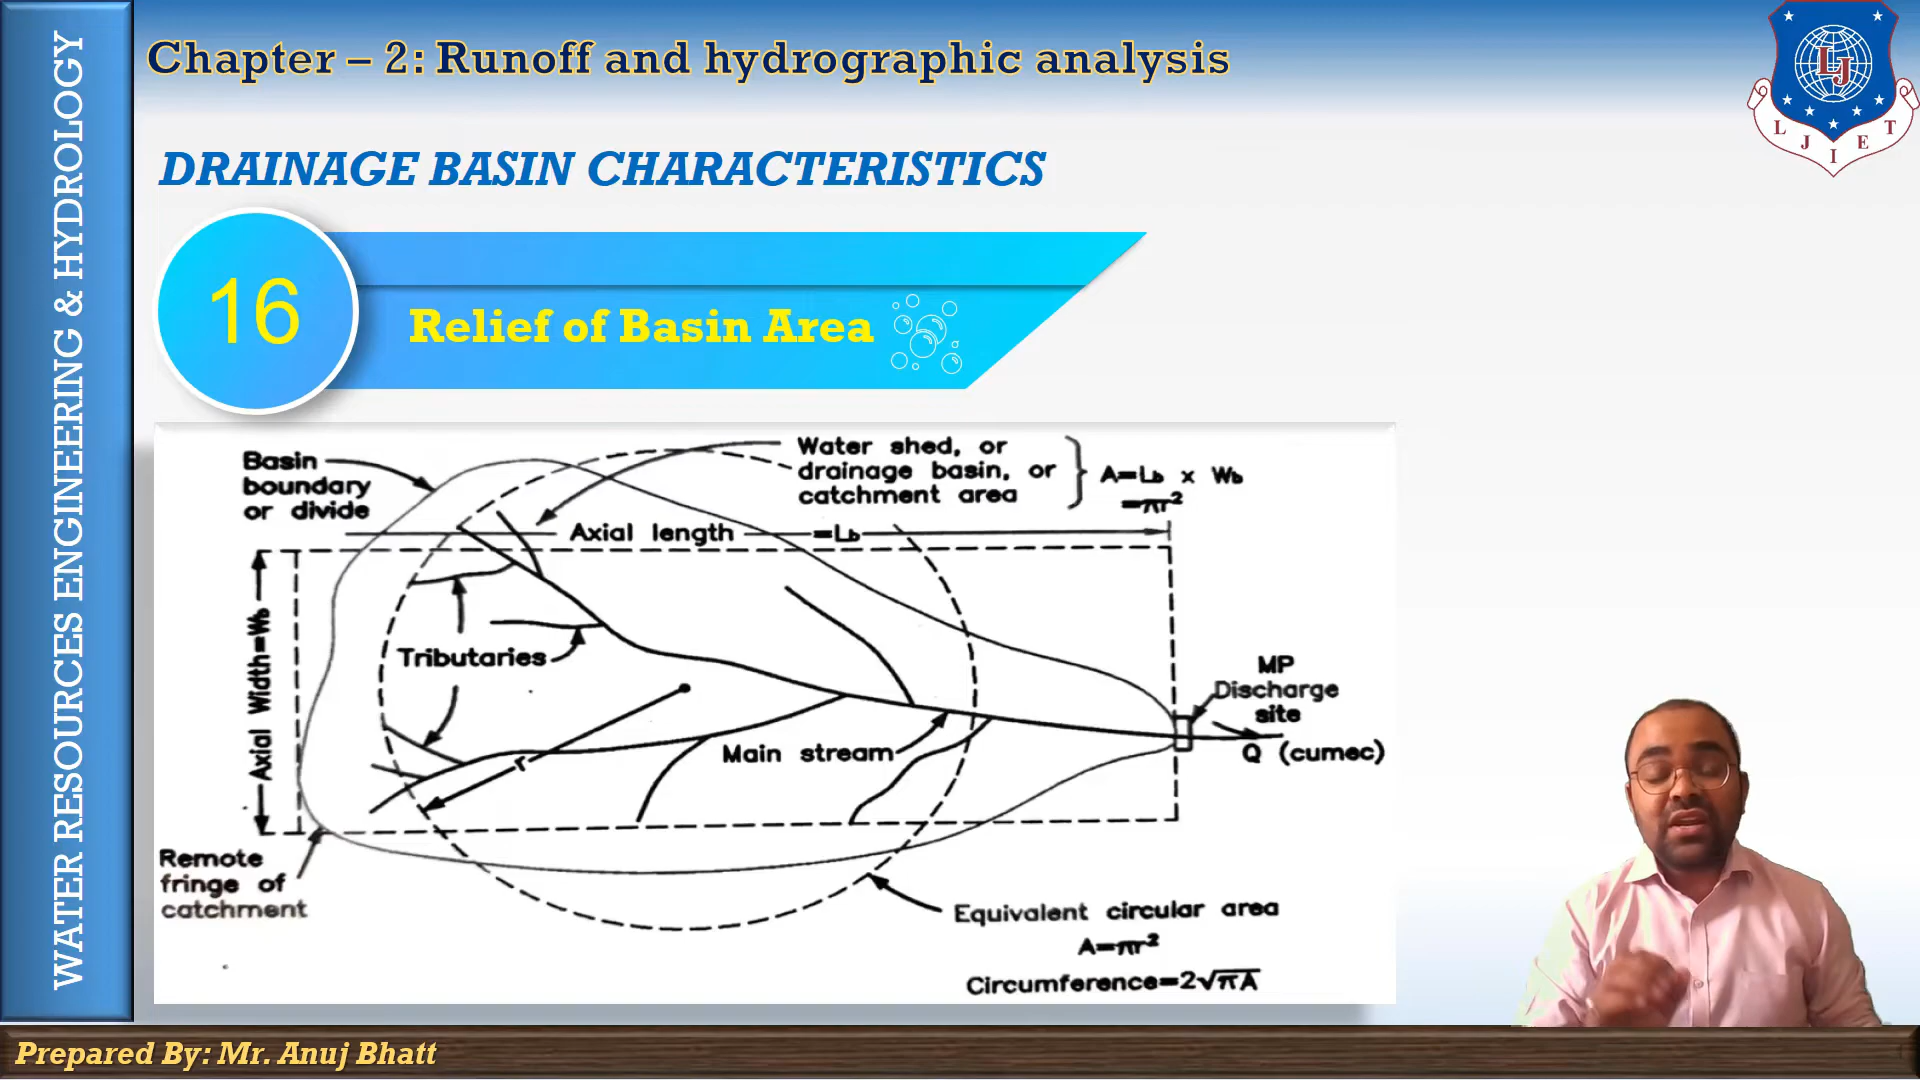 WATER RESOURCES ENGINEERING & HYDROLOGY
Chapter – 2: Runoff and hydrographic analysis
LJ
L J I E T
DRAINAGE BASIN CHARACTERISTICS
16
Relief of Basin Area
Basin
boundary
or divide
Water shed, or
drainage basin, or
catchment area
A=Lb x Wb
=πr²
Axial length =Lb
Axial Width=Wb
Tributaries
r
Main stream
MP
Discharge
site
Q (cumec)
Remote
fringe of
catchment
Equivalent circular area
A=πr²
Circumference=2√πA
Prepared By: Mr. Anuj Bhatt